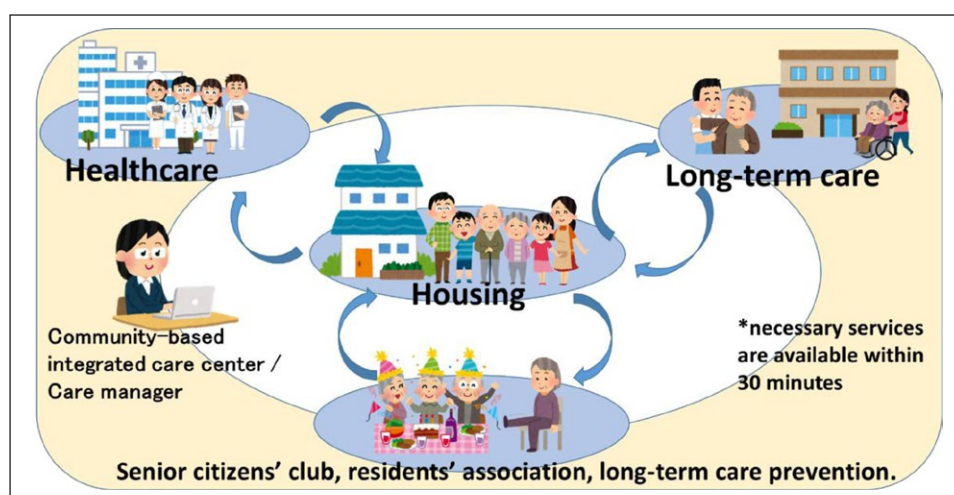 Healthcare
Long-term care
Housing
Community-based
integrated care center /
Care manager
*necessary services
are available within
30 minutes
Senior citizens’ club, residents’ association, long-term care prevention.